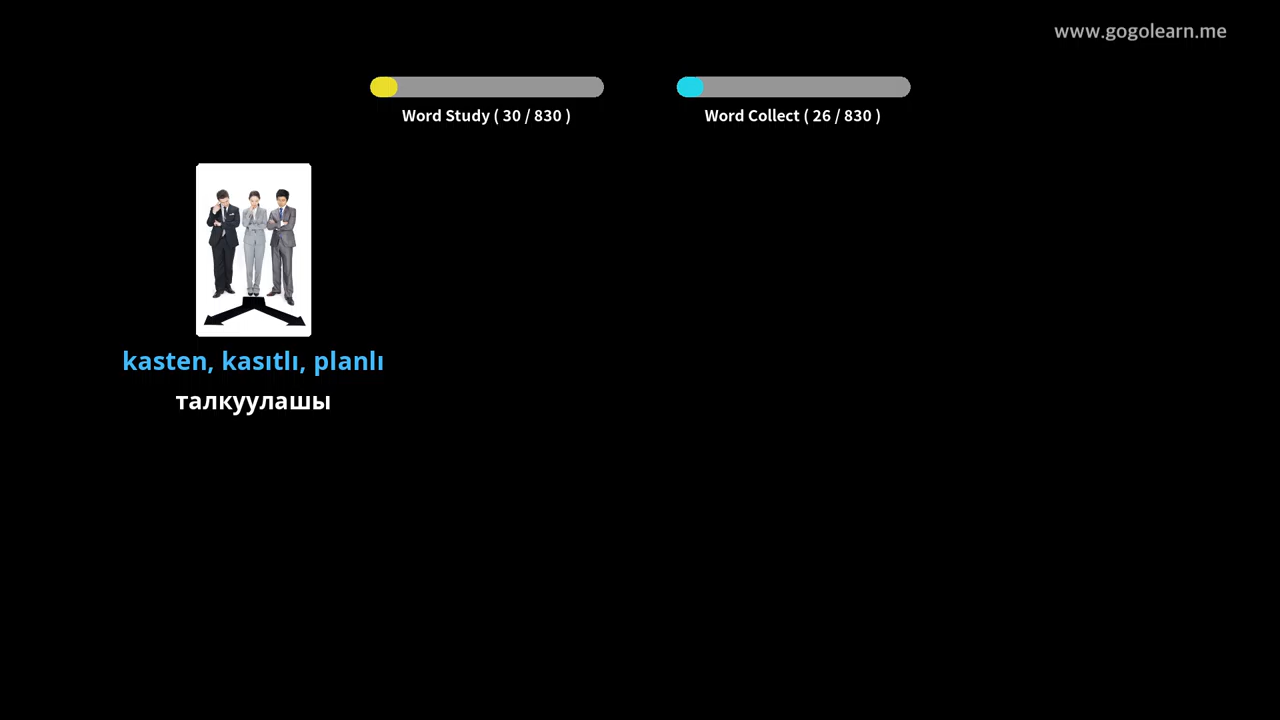 www.gogolearn.me
Word Study ( 30 / 830 )
Word Collect ( 26 / 830 )
kasten, kasıtlı, planlı
талкуулашы